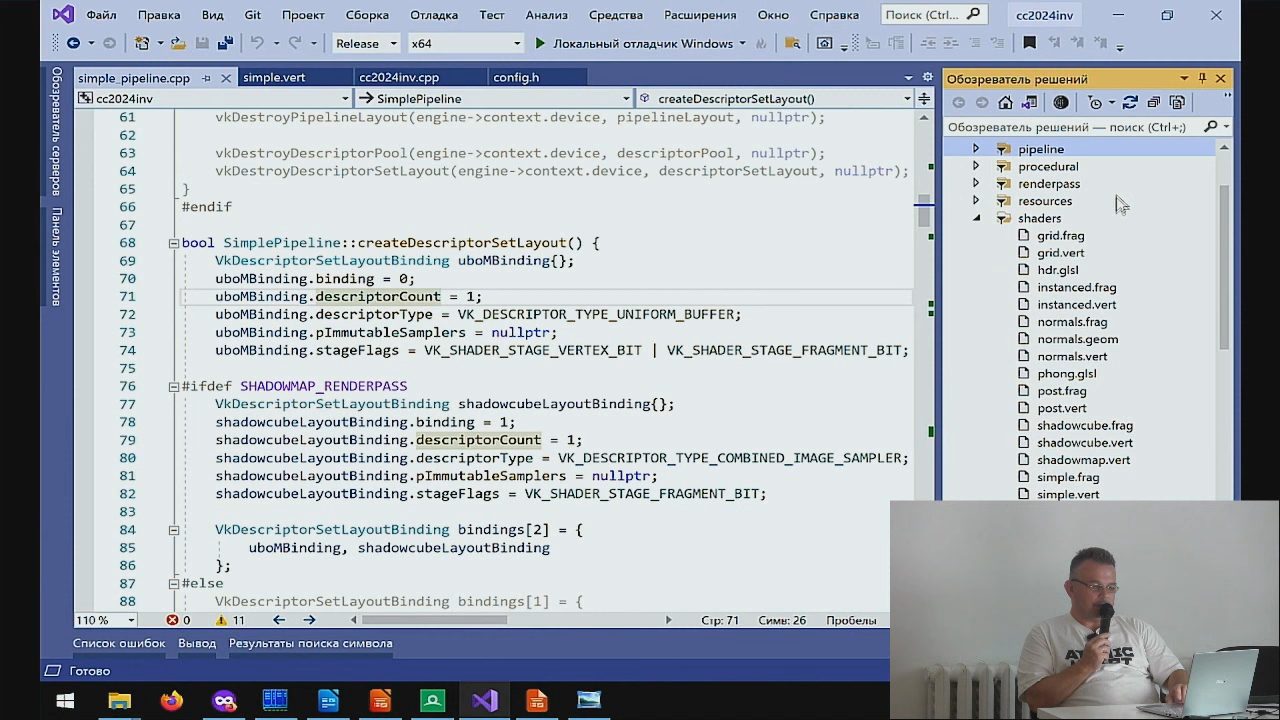 Файл Правка Вид Git Проект Сборка Отладка Тест Анализ Средства Расширения Окно Справка Поиск (Ctrl... cc2024inv
Release x64 Локальный отладчик Windows
simple_pipeline.cpp simple.vert cc2024inv.cpp config.h
cc2024inv SimplePipeline createDescriptorSetLayout()
Обозреватель серверов
Панель элементов
61 vkDestroyPipelineLayout(engine->context.device, pipelineLayout, nullptr);
62
63 vkDestroyDescriptorPool(engine->context.device, descriptorPool, nullptr);
64 vkDestroyDescriptorSetLayout(engine->context.device, descriptorSetLayout, nullptr);
65 }
66 #endif
67
68 bool SimplePipeline::createDescriptorSetLayout() {
69 VkDescriptorSetLayoutBinding uboMBinding{};
70 uboMBinding.binding = 0;
71 uboMBinding.descriptorCount = 1;
72 uboMBinding.descriptorType = VK_DESCRIPTOR_TYPE_UNIFORM_BUFFER;
73 uboMBinding.pImmutableSamplers = nullptr;
74 uboMBinding.stageFlags = VK_SHADER_STAGE_VERTEX_BIT | VK_SHADER_STAGE_FRAGMENT_BIT;
75
76 #ifdef SHADOWMAP_RENDERPASS
77 VkDescriptorSetLayoutBinding shadowcubeLayoutBinding{};
78 shadowcubeLayoutBinding.binding = 1;
79 shadowcubeLayoutBinding.descriptorCount = 1;
80 shadowcubeLayoutBinding.descriptorType = VK_DESCRIPTOR_TYPE_COMBINED_IMAGE_SAMPLER;
81 shadowcubeLayoutBinding.pImmutableSamplers = nullptr;
82 shadowcubeLayoutBinding.stageFlags = VK_SHADER_STAGE_FRAGMENT_BIT;
83
84 VkDescriptorSetLayoutBinding bindings[2] = {
85 uboMBinding, shadowcubeLayoutBinding
86 };
87 #else
88 VkDescriptorSetLayoutBinding bindings[1] = {
110 % 0 11 Стр: 71 Симв: 26 Пробелы
Список ошибок Вывод Результаты поиска символа
Готово
Обозреватель решений
Обозреватель решений — поиск (Ctrl+;)
pipeline
procedural
renderpass
resources
shaders
grid.frag
grid.vert
hdr.glsl
instanced.frag
instanced.vert
normals.frag
normals.geom
normals.vert
phong.glsl
post.frag
post.vert
shadowcube.frag
shadowcube.vert
shadowmap.vert
simple.frag
simple.vert